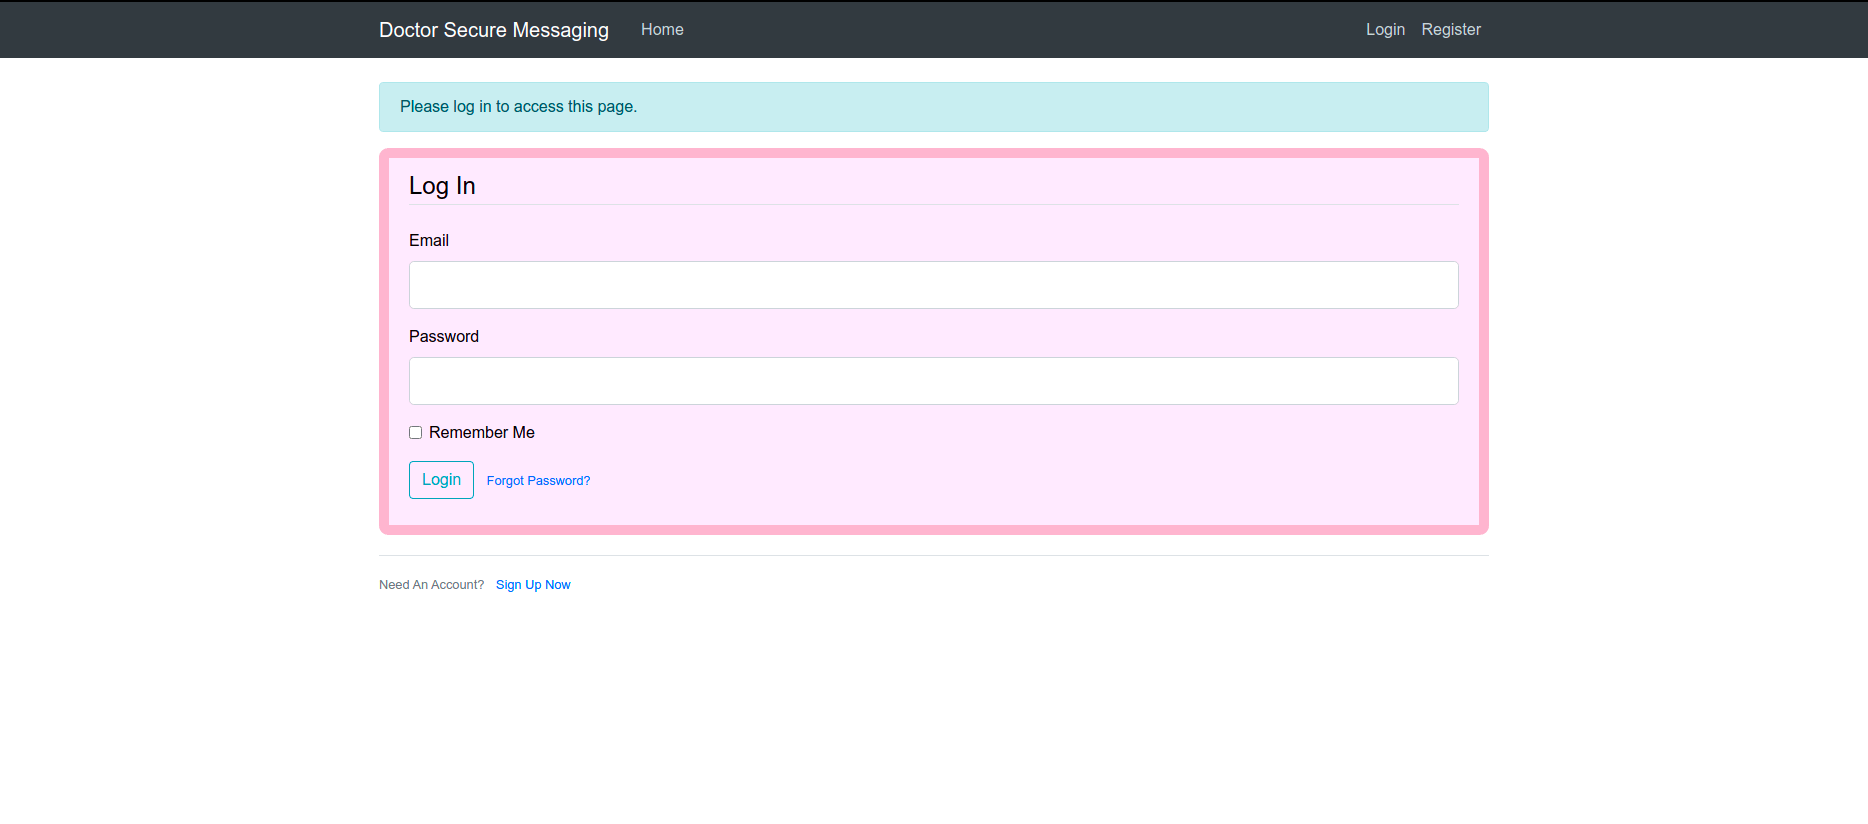 Doctor Secure Messaging Home Login Register
Please log in to access this page.
Log In
Email
Password
Remember Me
Login Forgot Password?
Need An Account? Sign Up Now